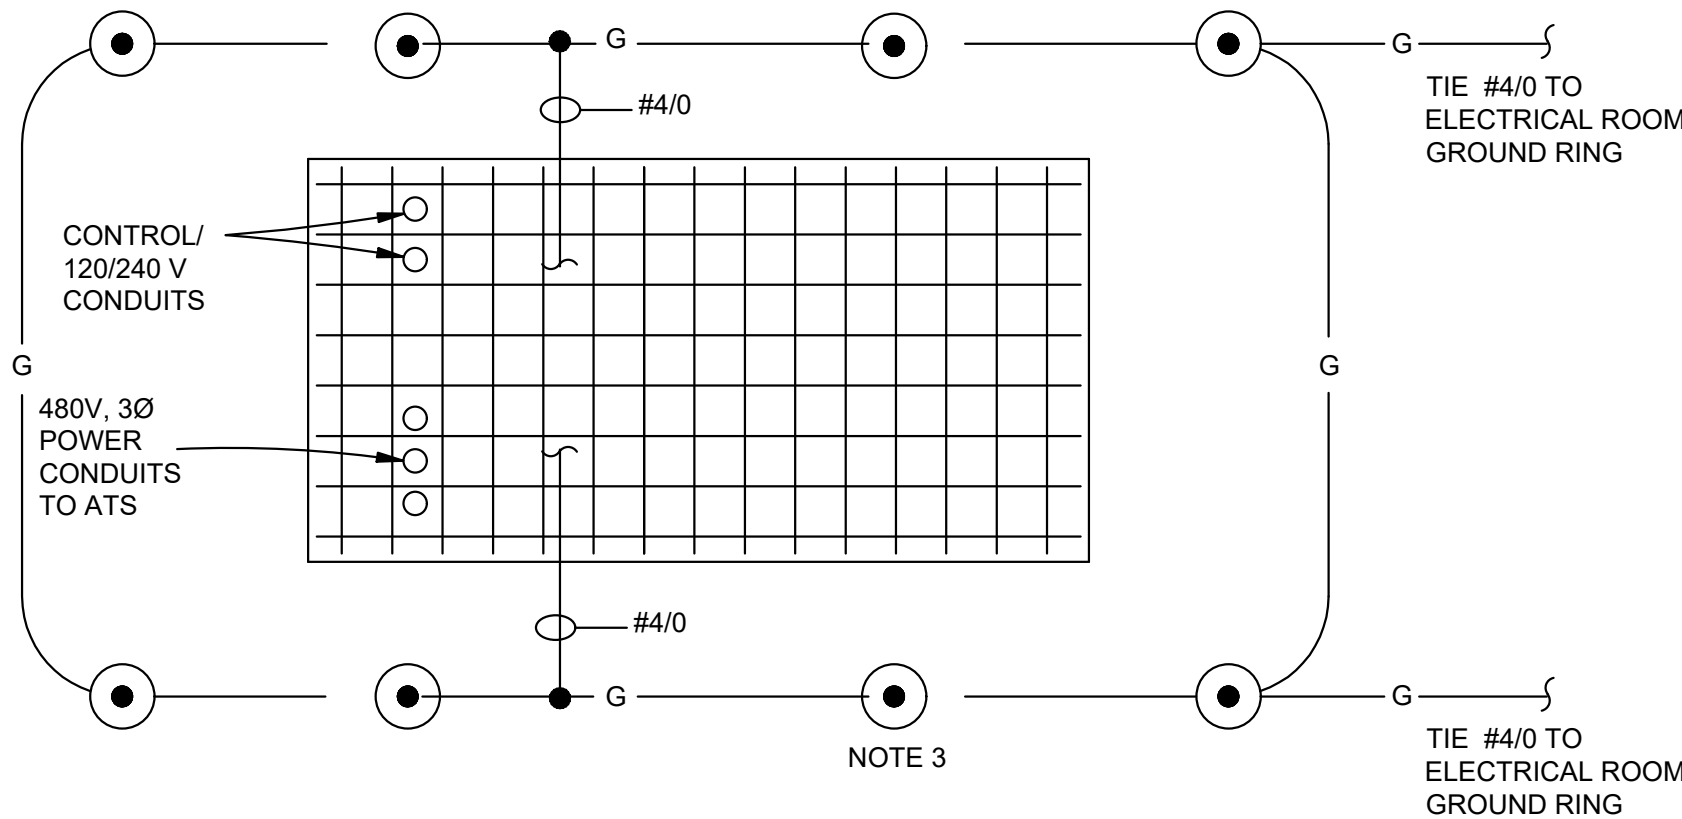 G
G
#4/0
TIE #4/0 TO
ELECTRICAL ROOM
GROUND RING
CONTROL/
120/240 V
CONDUITS
G
G
480V, 3Ø
POWER
CONDUITS
TO ATS
#4/0
G
G
NOTE 3
TIE #4/0 TO
ELECTRICAL ROOM
GROUND RING